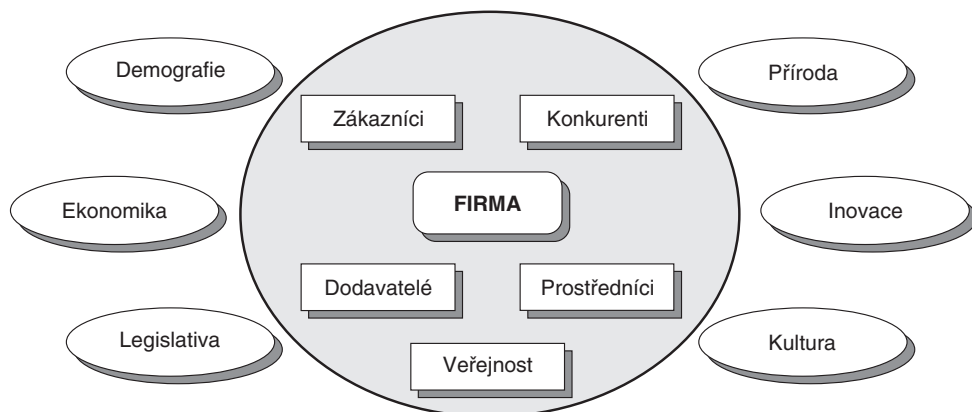 Demografie
Příroda
Zákazníci
Konkurenti
Ekonomika
FIRMA
Inovace
Dodavatelé
Prostředníci
Legislativa
Kultura
Veřejnost